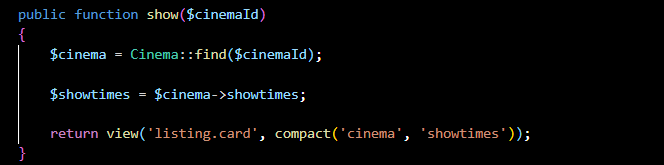 public function show($cinemaId)
{
    $cinema = Cinema::find($cinemaId);
    $showtimes = $cinema->showtimes;
    return view('listing.card', compact('cinema', 'showtimes'));
}